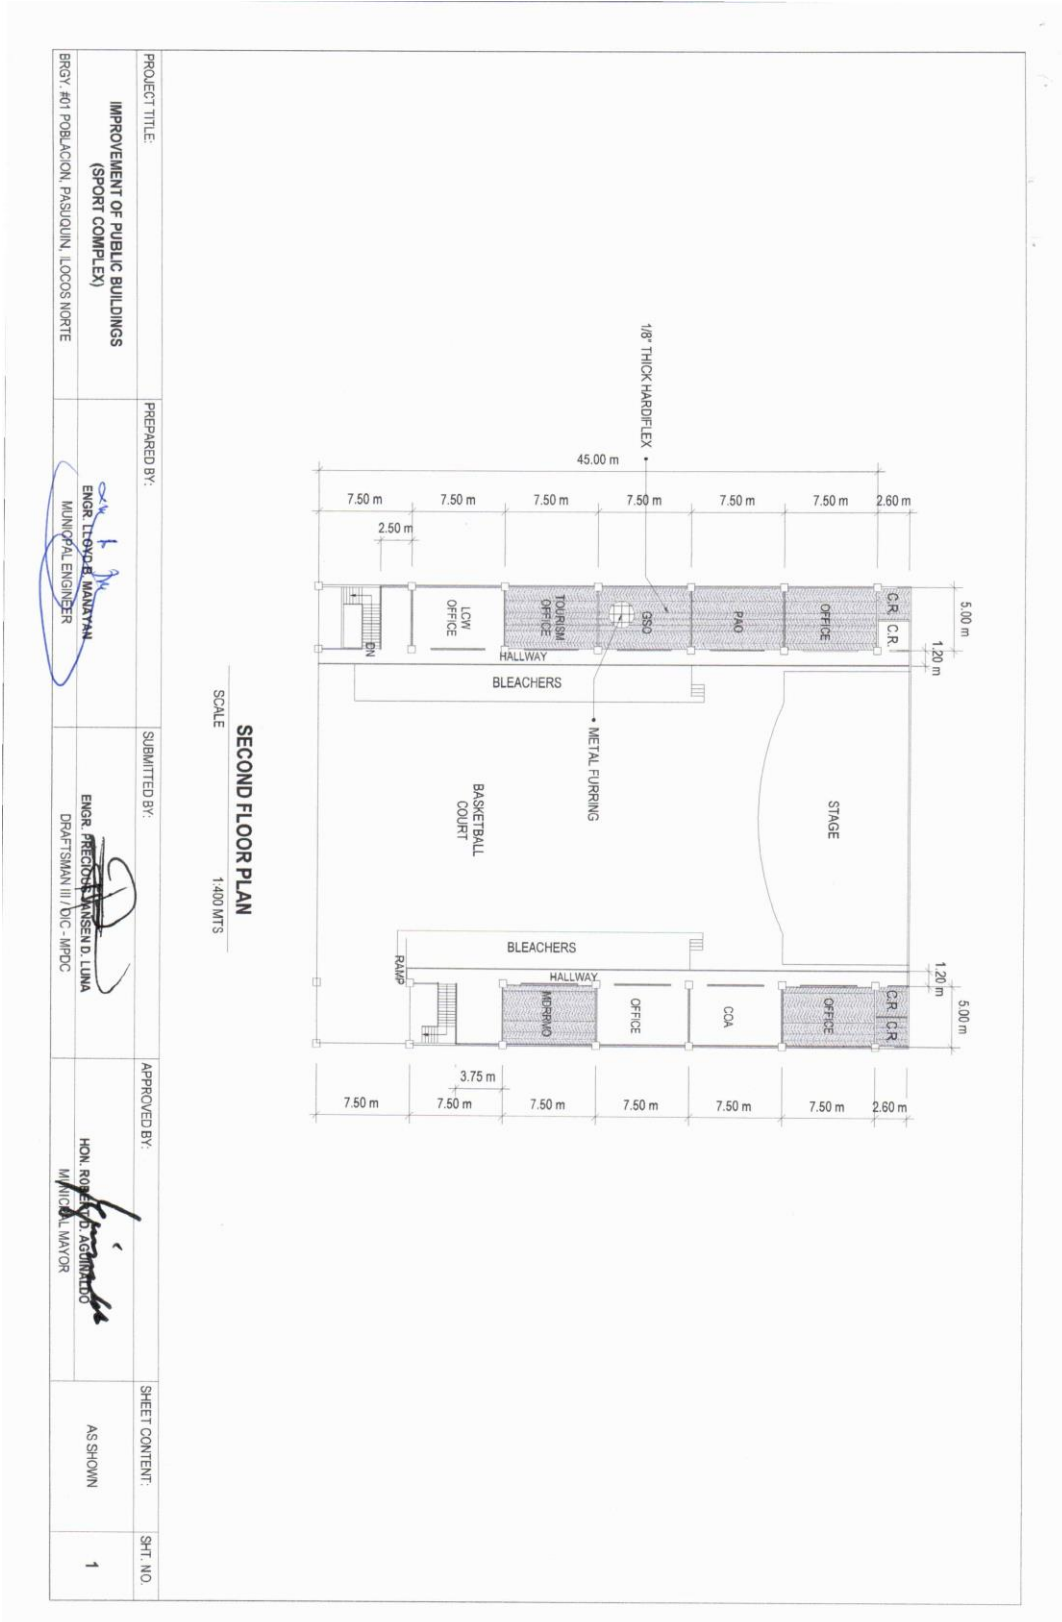 1/8" THICK HARDIFLEX
45.00 m
7.50 m
7.50 m
7.50 m
7.50 m
7.50 m
7.50 m
2.60 m
2.50 m
5.00 m
1.20 m
C.R.
C.R.
OFFICE
PAO
GSO
TOURISM
OFFICE
LCW
OFFICE
DN
HALLWAY
BLEACHERS
METAL FURRING
STAGE
BASKETBALL
COURT
BLEACHERS
HALLWAY
RAMP
1.20 m
5.00 m
C.R.
C.R.
OFFICE
COA
OFFICE
MDRRMO
3.75 m
7.50 m
7.50 m
7.50 m
7.50 m
7.50 m
7.50 m
2.60 m
SECOND FLOOR PLAN
SCALE 1:400 MTS
PROJECT TITLE:
IMPROVEMENT OF PUBLIC BUILDINGS
(SPORT COMPLEX)
BRGY. #01 POBLACION, PASUQUIN, ILOCOS NORTE
PREPARED BY:
ENGR. LLOYD B. MANAYAN
MUNICIPAL ENGINEER
SUBMITTED BY:
ENGR. PRECIOUS JANSEN D. LUNA
DRAFTSMAN III / OIC - MPDC
APPROVED BY:
HON. ROBERT D. AGUINALDO
MUNICIPAL MAYOR
SHEET CONTENT:
AS SHOWN
SHT. NO.
1